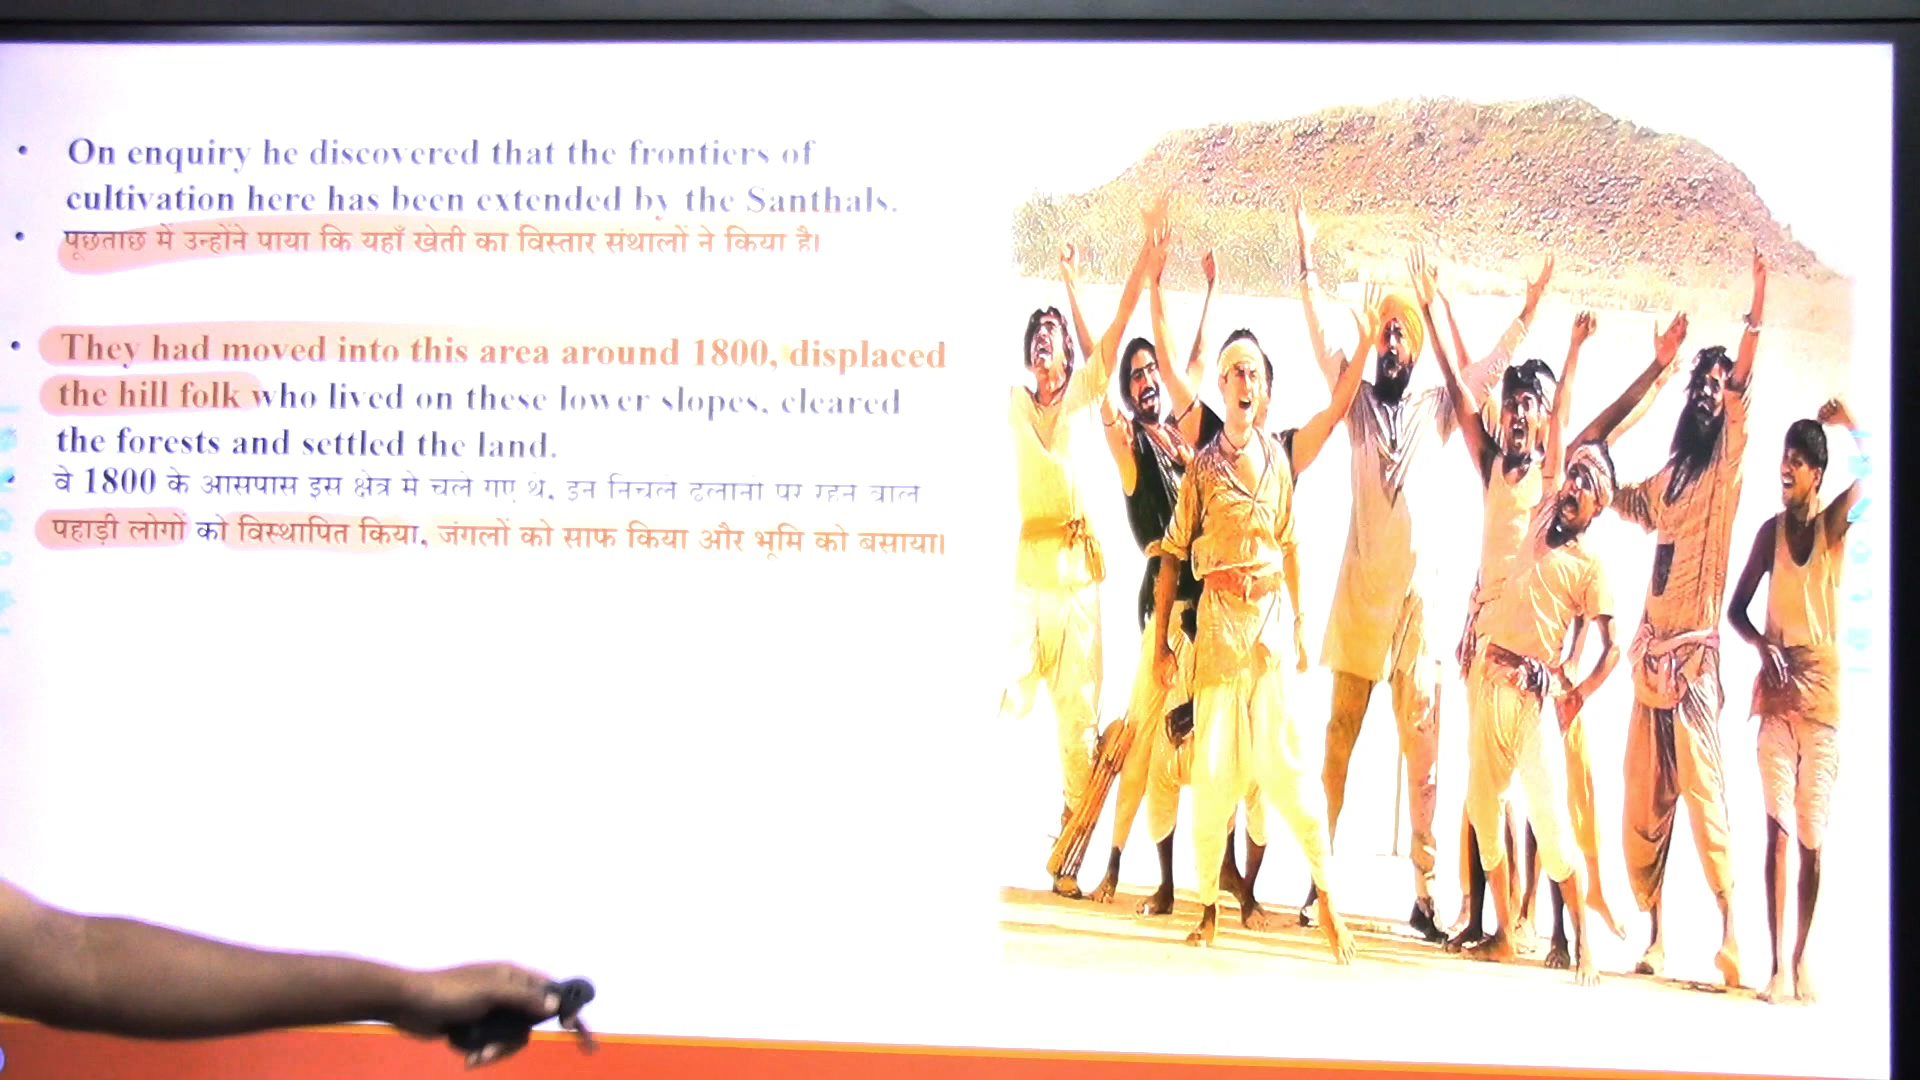 On enquiry he discovered that the frontiers of
cultivation here has been extended by the Santhals.
पूछताछ में उन्होंने पाया कि यहाँ खेती का विस्तार संथालों ने किया है।
They had moved into this area around 1800, displaced
the hill folk who lived on these lower slopes, cleared
the forests and settled the land.
वे 1800 के आसपास इस क्षेत्र में चले गए थे, इन निचले ढलानों पर रहने वाले
पहाड़ी लोगों को विस्थापित किया, जंगलों को साफ किया और भूमि को बसाया।